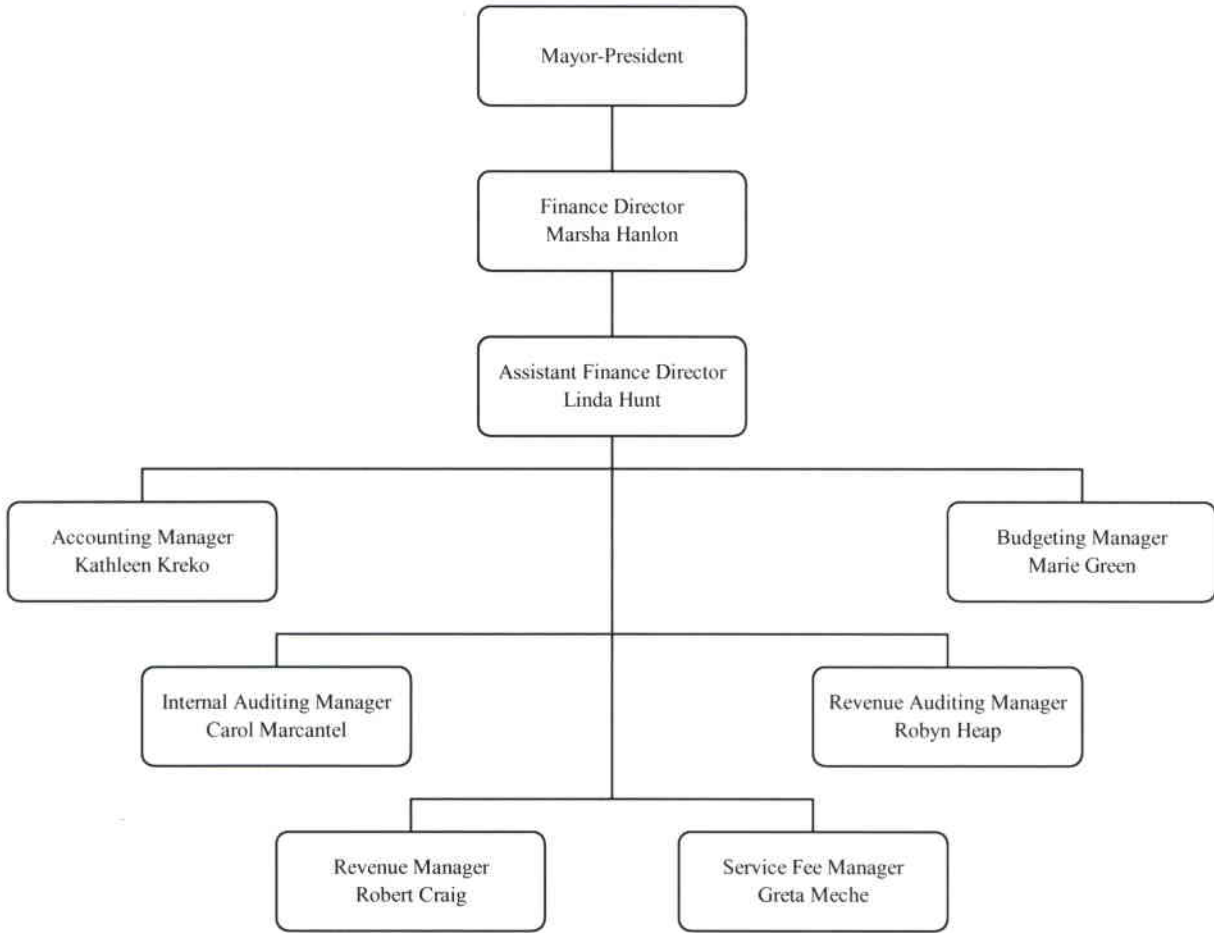 Mayor-President
Finance Director
Marsha Hanlon
Assistant Finance Director
Linda Hunt
Accounting Manager
Kathleen Kreko
Budgeting Manager
Marie Green
Internal Auditing Manager
Carol Marcantel
Revenue Auditing Manager
Robyn Heap
Revenue Manager
Robert Craig
Service Fee Manager
Greta Meche